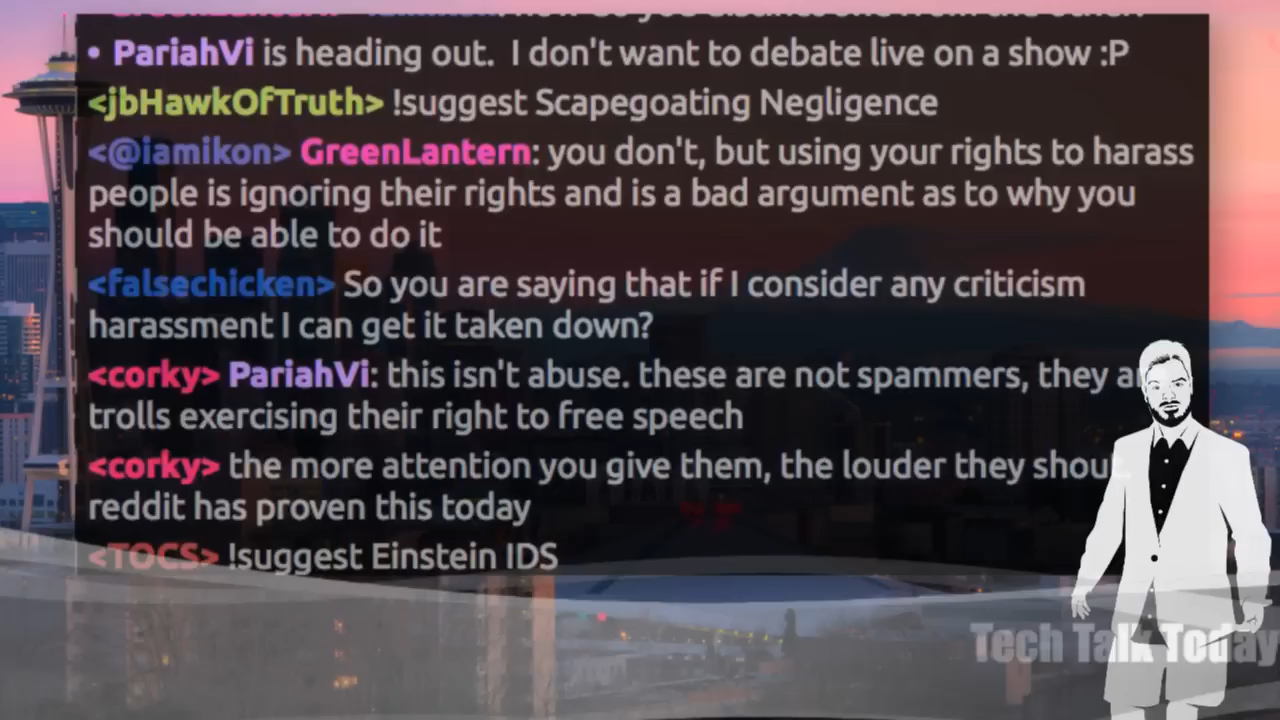 • PariahVi is heading out.  I don't want to debate live on a show :P
<jbHawkOfTruth> !suggest Scapegoating Negligence
<@iamikon> GreenLantern: you don't, but using your rights to harass
people is ignoring their rights and is a bad argument as to why you
should be able to do it
<falsechicken> So you are saying that if I consider any criticism
harassment I can get it taken down?
<corky> PariahVi: this isn't abuse. these are not spammers, they
trolls exercising their right to free speech
<corky> the more attention you give them, the louder they shout
reddit has proven this today
<TOCS> !suggest Einstein IDS
Tech Talk Today